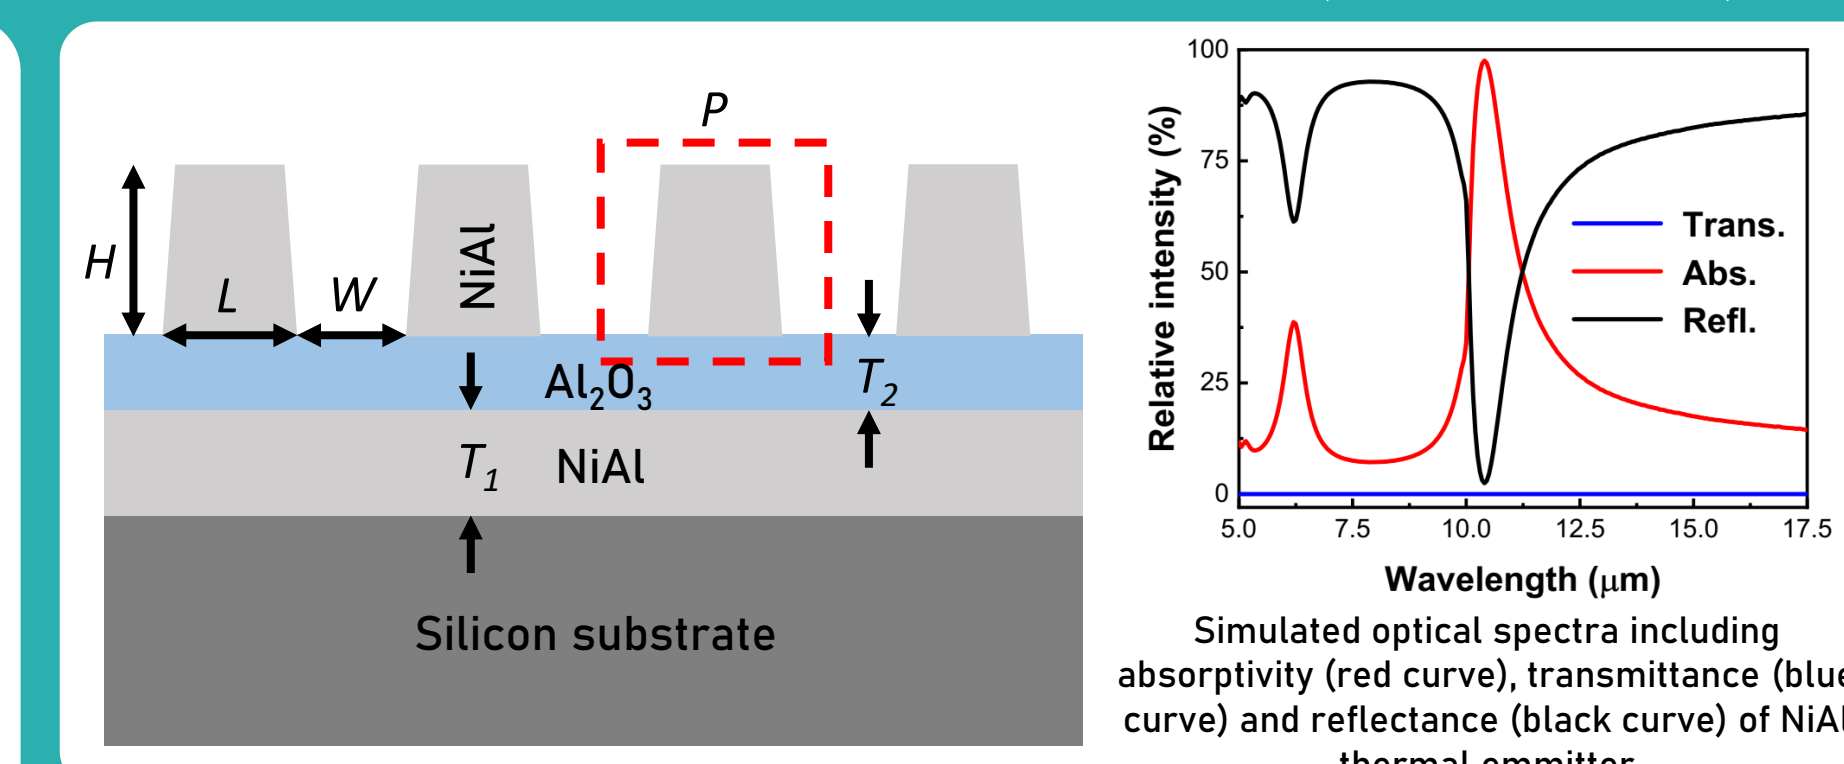 P
H
L
W
NiAl
Al₂O₃
T₂
T₁
NiAl
Silicon substrate
100
75
50
25
0
Relative intensity (%)
Trans.
Abs.
Refl.
5.0 7.5 10.0 12.5 15.0 17.5
Wavelength (μm)
Simulated optical spectra including
absorptivity (red curve), transmittance (blue
curve) and reflectance (black curve) of NiAl
thermal emmitter